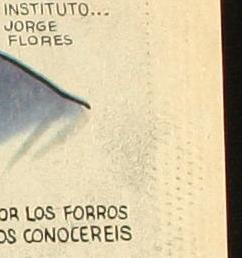 INSTITUTO...
JORGE
FLORES
OR LOS FORROS
OS CONOCEREIS